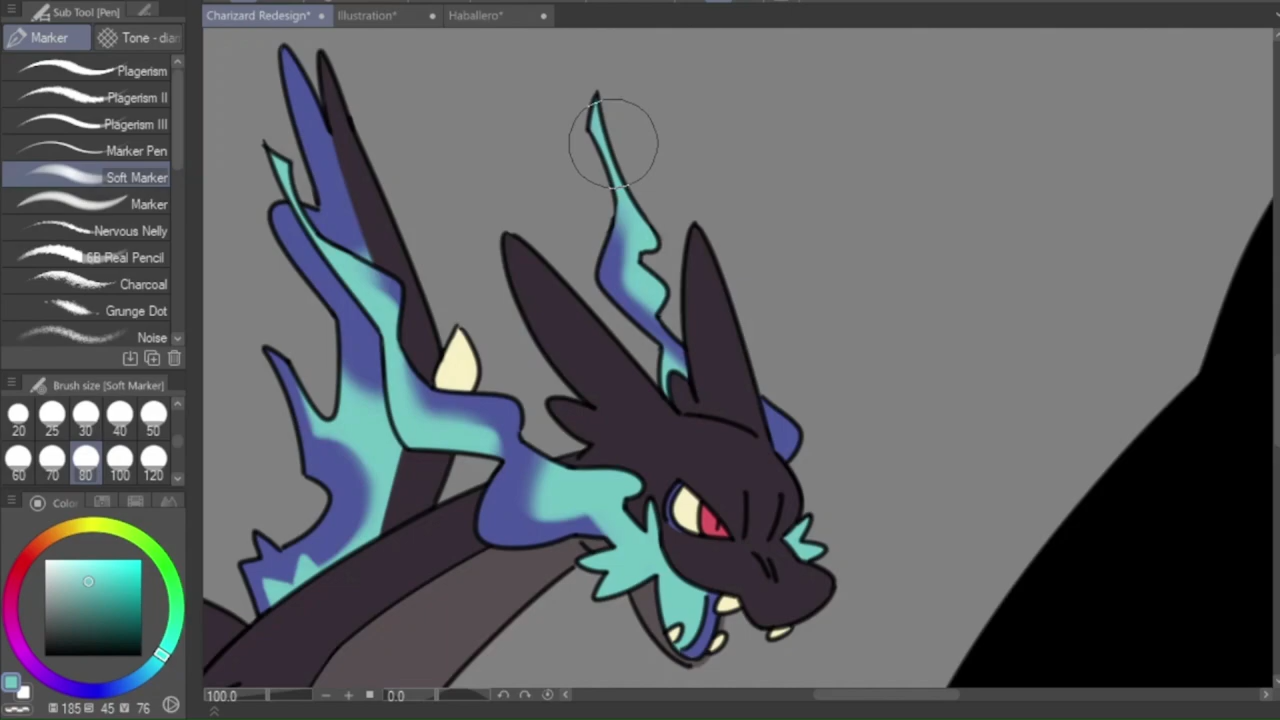 Sub Tool [Pen]
Charizard Redesign*
Illustration*
Haballero*
Marker
Tone - dia
Plagerism
Plagerism II
Plagerism III
Marker Pen
Soft Marker
Marker
Nervous Nelly
6B Real Pencil
Charcoal
Grunge Dot
Noise
Brush size [Soft Marker]
20 25 30 40 50
60 70 80 100 120
Color
H 185 S 45 V 76
100.0
0.0